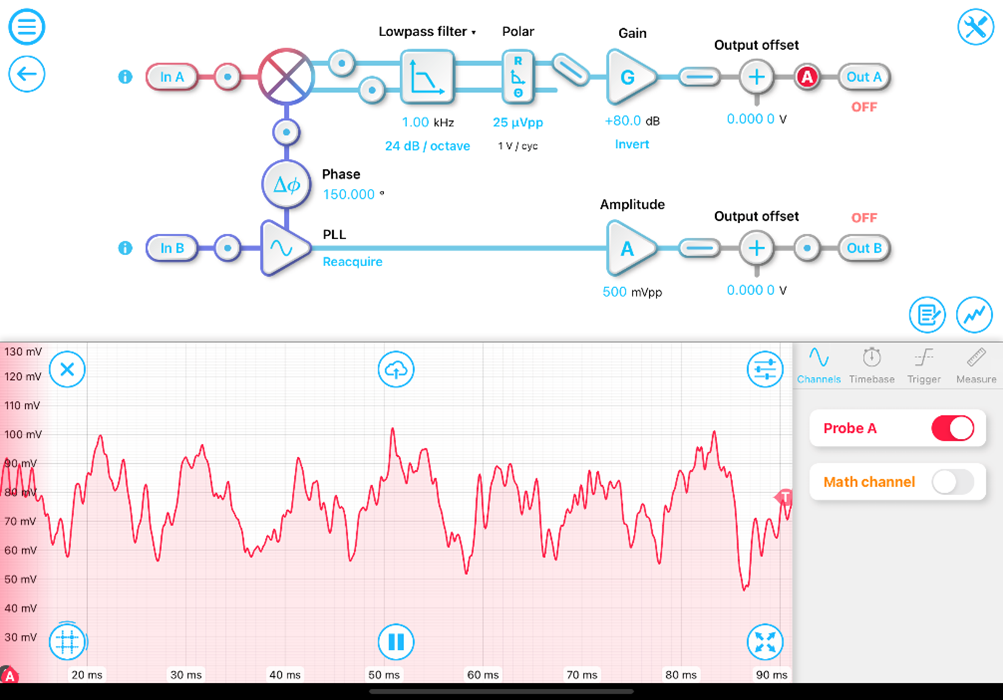 Lowpass filter
Polar
Gain
Output offset
In A
R
Θ
G
+
A
Out A
OFF
0.000 0 V
1.00 kHz
25 µVpp
+80.0 dB
24 dB / octave
1 V / cyc
Invert
Phase
Δϕ
150.000 °
Amplitude
Output offset
OFF
PLL
In B
A
+
Out B
Reacquire
500 mVpp
0.000 0 V
130 mV
120 mV
110 mV
100 mV
90 mV
80 mV
70 mV
60 mV
50 mV
40 mV
30 mV
T
A
20 ms
30 ms
40 ms
50 ms
60 ms
70 ms
80 ms
90 ms
Channels
Timebase
Trigger
Measure
Probe A
Math channel